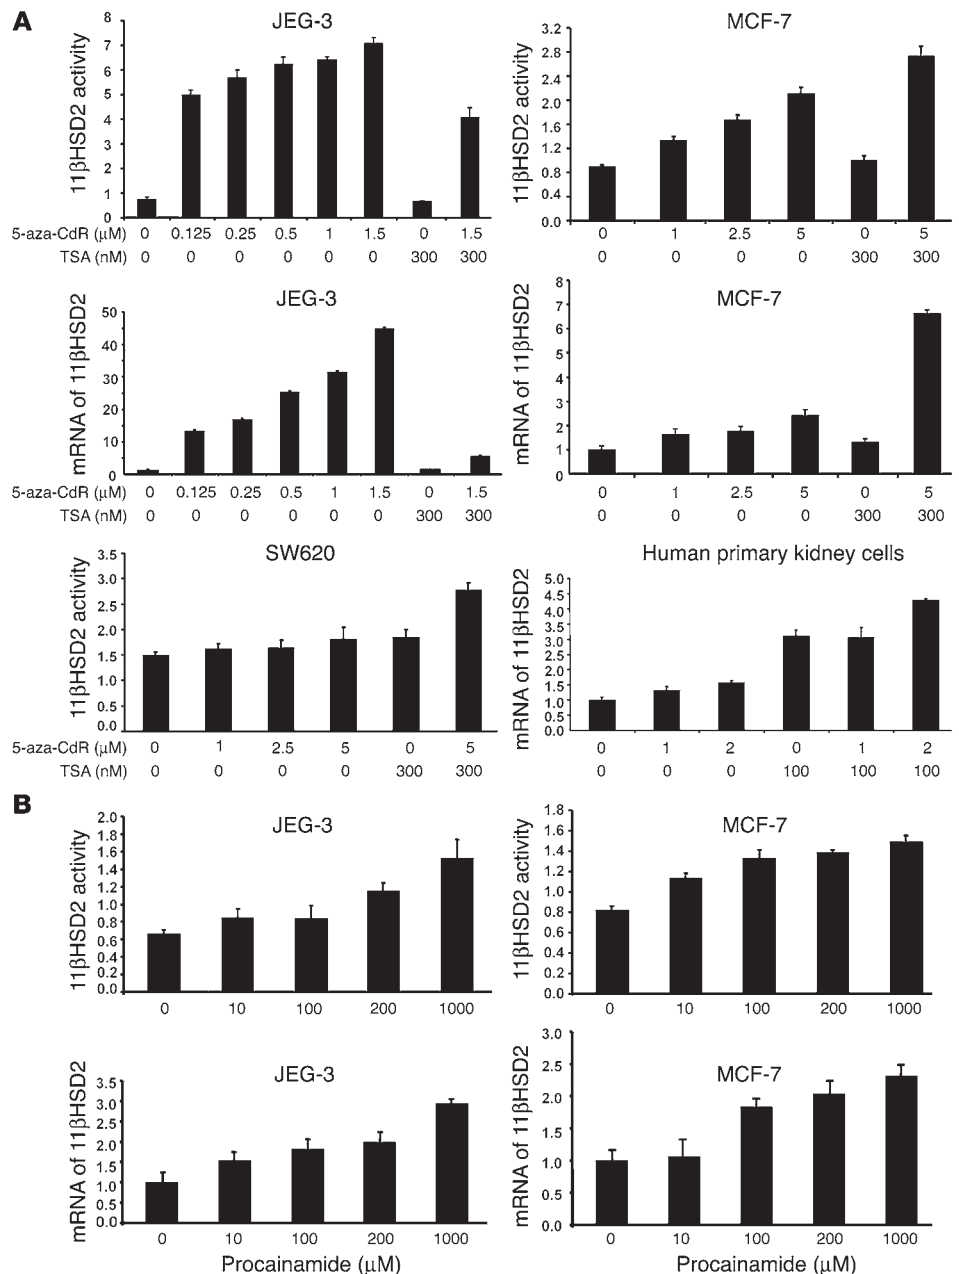 A
JEG-3
11βHSD2 activity
8
7
6
5
4
3
2
1
0
5-aza-CdR (μM) 0 0.125 0.25 0.5 1 1.5 0 1.5
TSA (nM) 0 0 0 0 0 0 300 300
MCF-7
11βHSD2 activity
3.2
2.8
2.4
2.0
1.6
1.2
0.8
0.4
0.0
0 1 2.5 5 0 5
0 0 0 0 300 300
JEG-3
mRNA of 11βHSD2
50
40
30
20
10
0
5-aza-CdR (μM) 0 0.125 0.25 0.5 1 1.5 0 1.5
TSA (nM) 0 0 0 0 0 0 300 300
MCF-7
mRNA of 11βHSD2
8
7
6
5
4
3
2
1
0
0 1 2.5 5 0 5
0 0 0 0 300 300
SW620
11βHSD2 activity
3.5
3.0
2.5
2.0
1.5
1.0
0.5
0.0
5-aza-CdR (μM) 0 1 2.5 5 0 5
TSA (nM) 0 0 0 0 300 300
Human primary kidney cells
mRNA of 11βHSD2
5.0
4.5
4.0
3.5
3.0
2.5
2.0
1.5
1.0
0.5
0 1 2 0 1 2
0 0 0 100 100 100
B
JEG-3
11βHSD2 activity
2.0
1.8
1.6
1.4
1.2
1.0
0.8
0.6
0.4
0.2
0.0
0 10 100 200 1000
MCF-7
11βHSD2 activity
1.8
1.6
1.4
1.2
1.0
0.8
0.6
0.4
0.2
0.0
0 10 100 200 1000
JEG-3
mRNA of 11βHSD2
3.5
3.0
2.5
2.0
1.5
1.0
0.5
0.0
0 10 100 200 1000
Procainamide (μM)
MCF-7
mRNA of 11βHSD2
3.0
2.5
2.0
1.5
1.0
0.5
0.0
0 10 100 200 1000
Procainamide (μM)